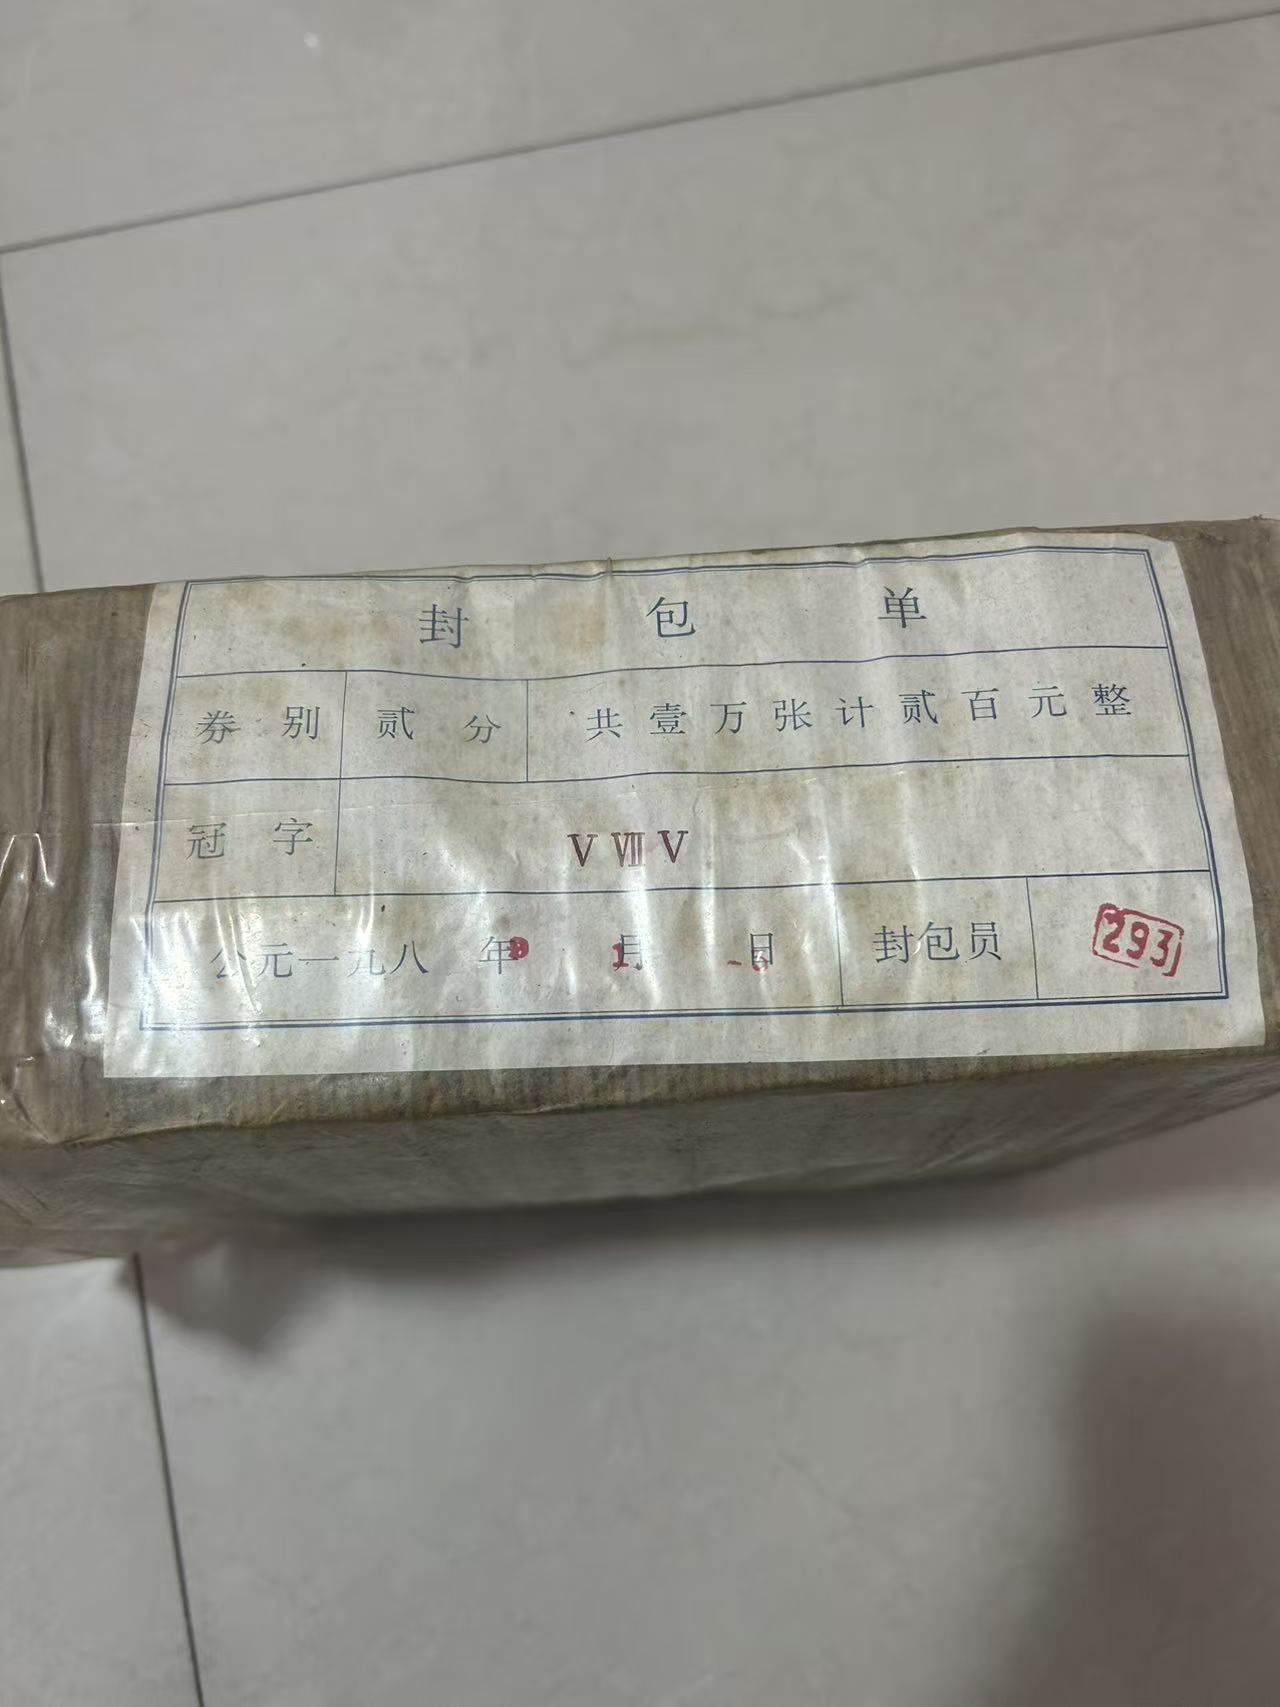 封包单
券别 贰分 共壹万张计贰百元整
冠字 Ⅴ Ⅷ Ⅴ
公元一九八 年 月 日 封包员 293